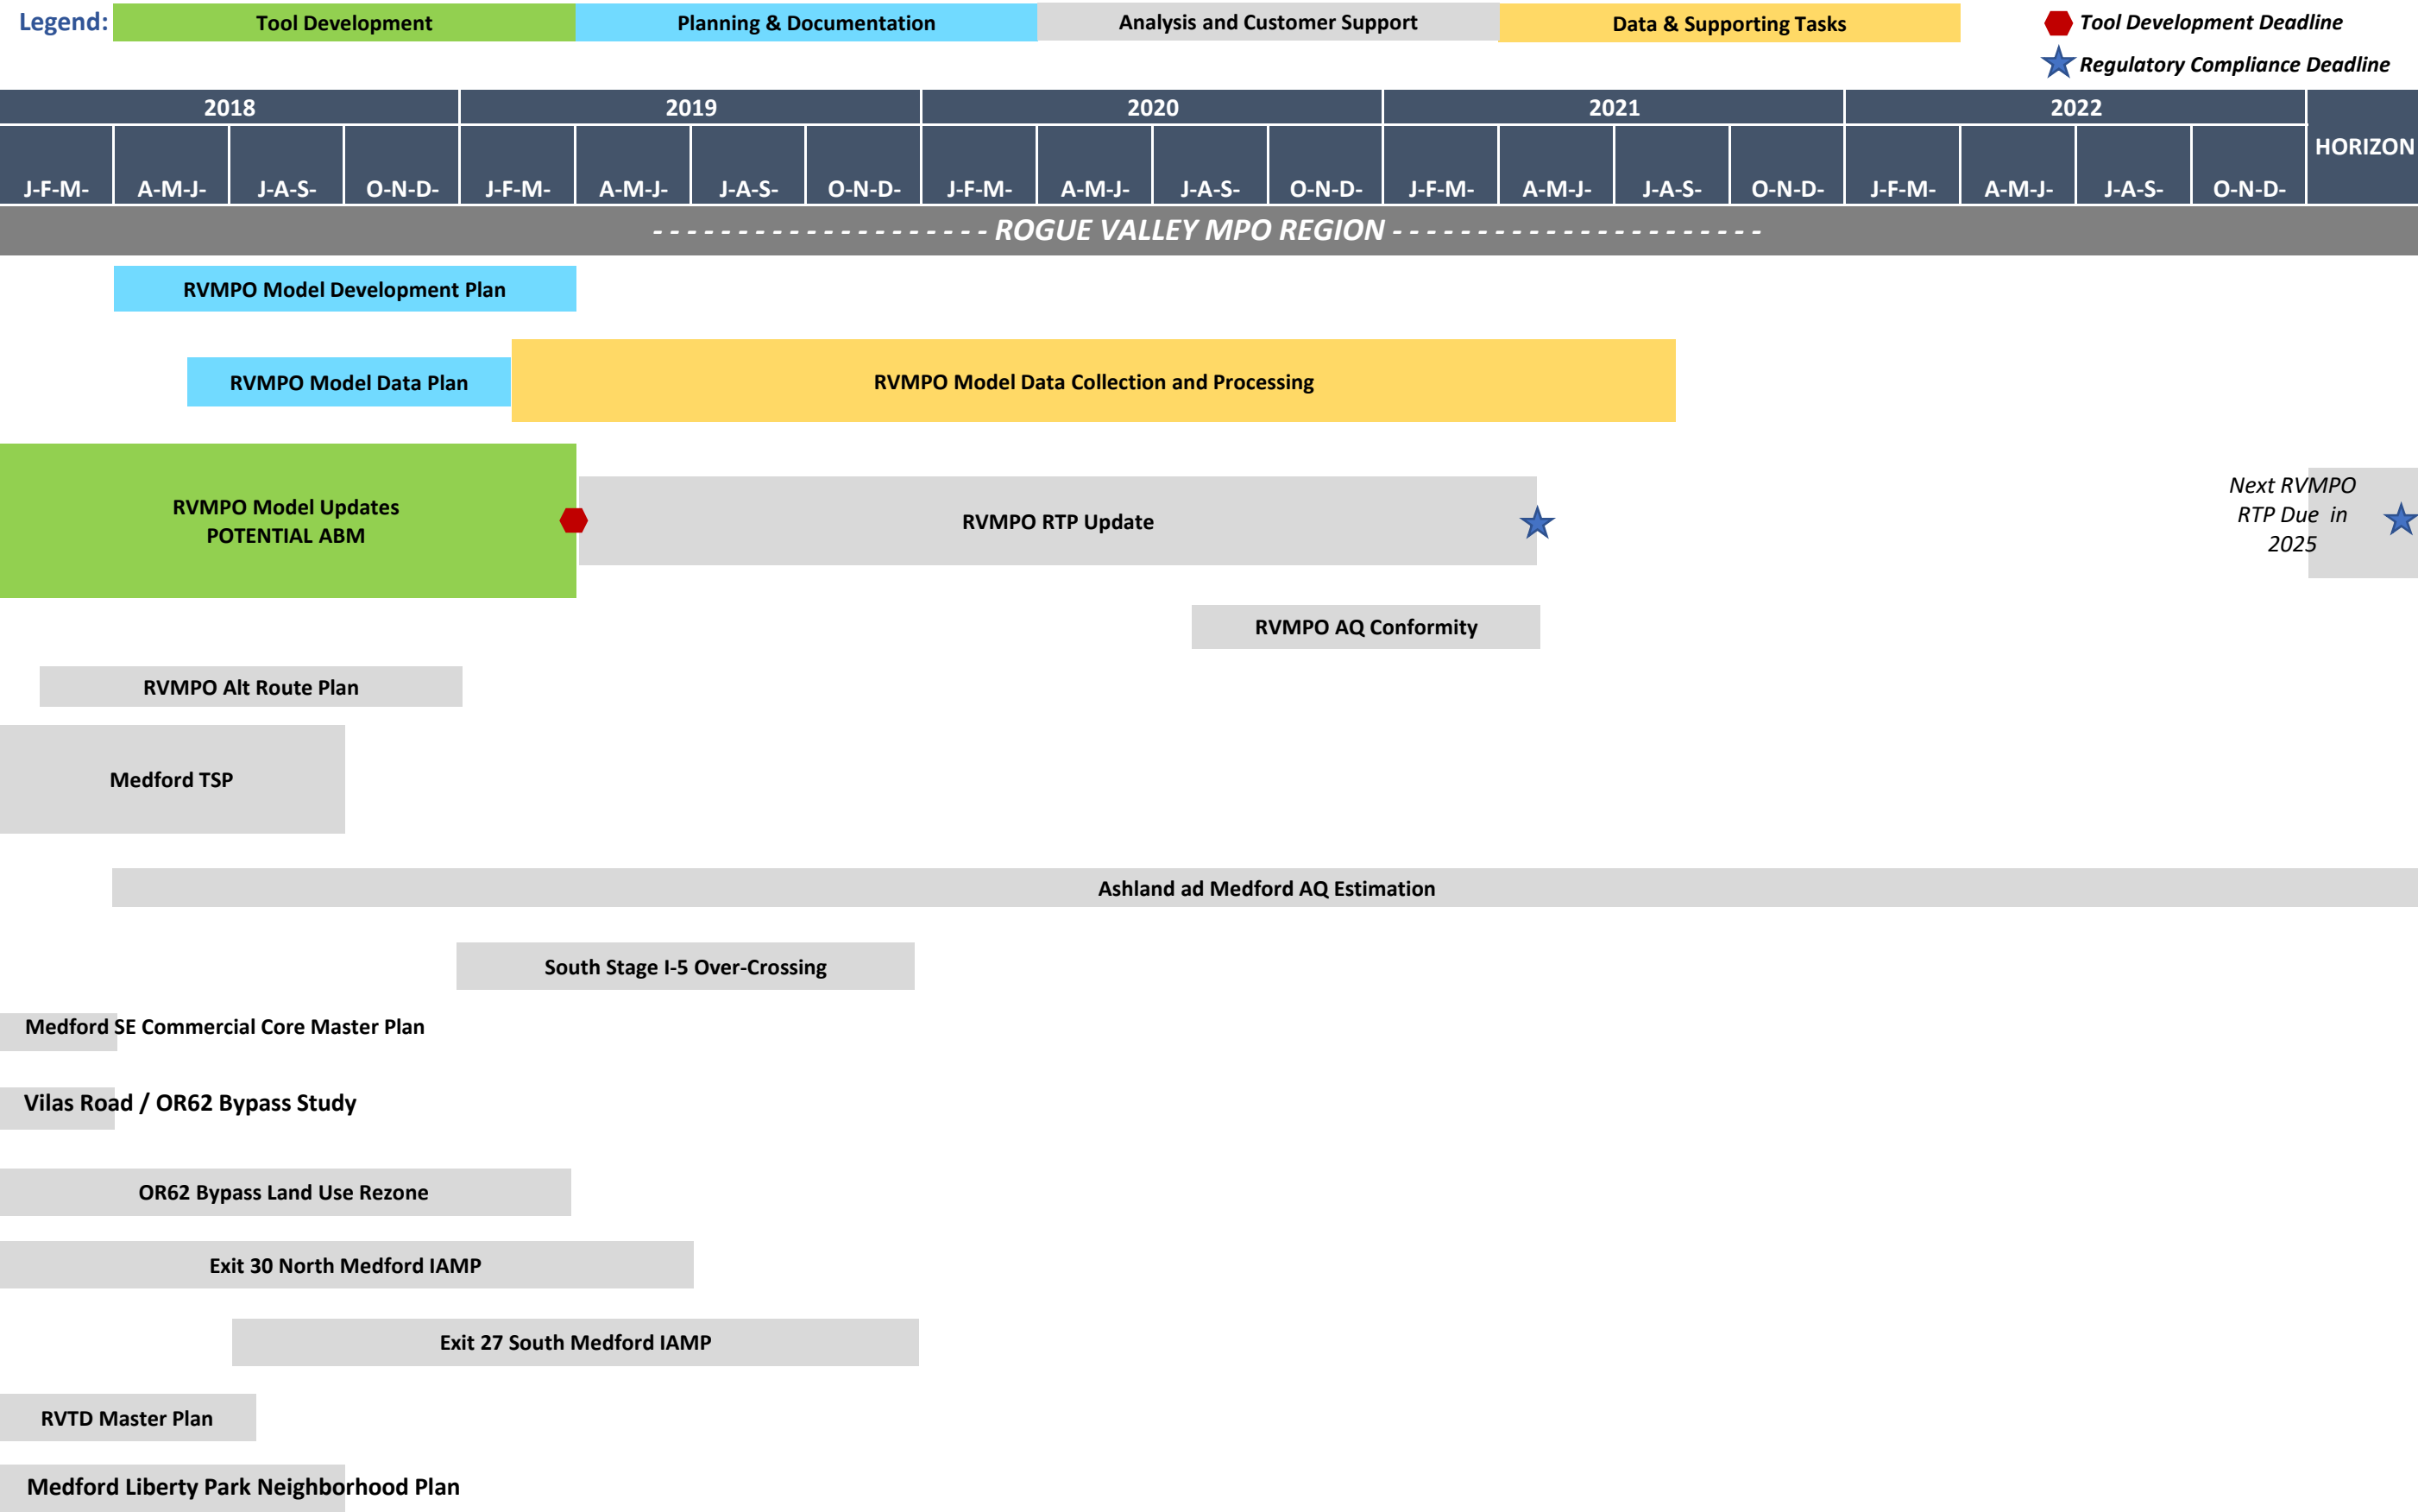 Legend:
Tool Development
Planning & Documentation
Analysis and Customer Support
Data & Supporting Tasks
Tool Development Deadline
Regulatory Compliance Deadline
2018 2019 2020 2021 2022
HORIZON
J-F-M- A-M-J- J-A-S- O-N-D- J-F-M- A-M-J- J-A-S- O-N-D- J-F-M- A-M-J- J-A-S- O-N-D- J-F-M- A-M-J- J-A-S- O-N-D- J-F-M- A-M-J- J-A-S- O-N-D-
- - - - - - - - - - - - - - - - - - - - ROGUE VALLEY MPO REGION - - - - - - - - - - - - - - - - - - - - - -
RVMPO Model Development Plan
RVMPO Model Data Plan
RVMPO Model Data Collection and Processing
RVMPO Model Updates
POTENTIAL ABM
RVMPO RTP Update
Next RVMPO
RTP Due in
2025
RVMPO AQ Conformity
RVMPO Alt Route Plan
Medford TSP
Ashland ad Medford AQ Estimation
South Stage I-5 Over-Crossing
Medford SE Commercial Core Master Plan
Vilas Road / OR62 Bypass Study
OR62 Bypass Land Use Rezone
Exit 30 North Medford IAMP
Exit 27 South Medford IAMP
RVTD Master Plan
Medford Liberty Park Neighborhood Plan